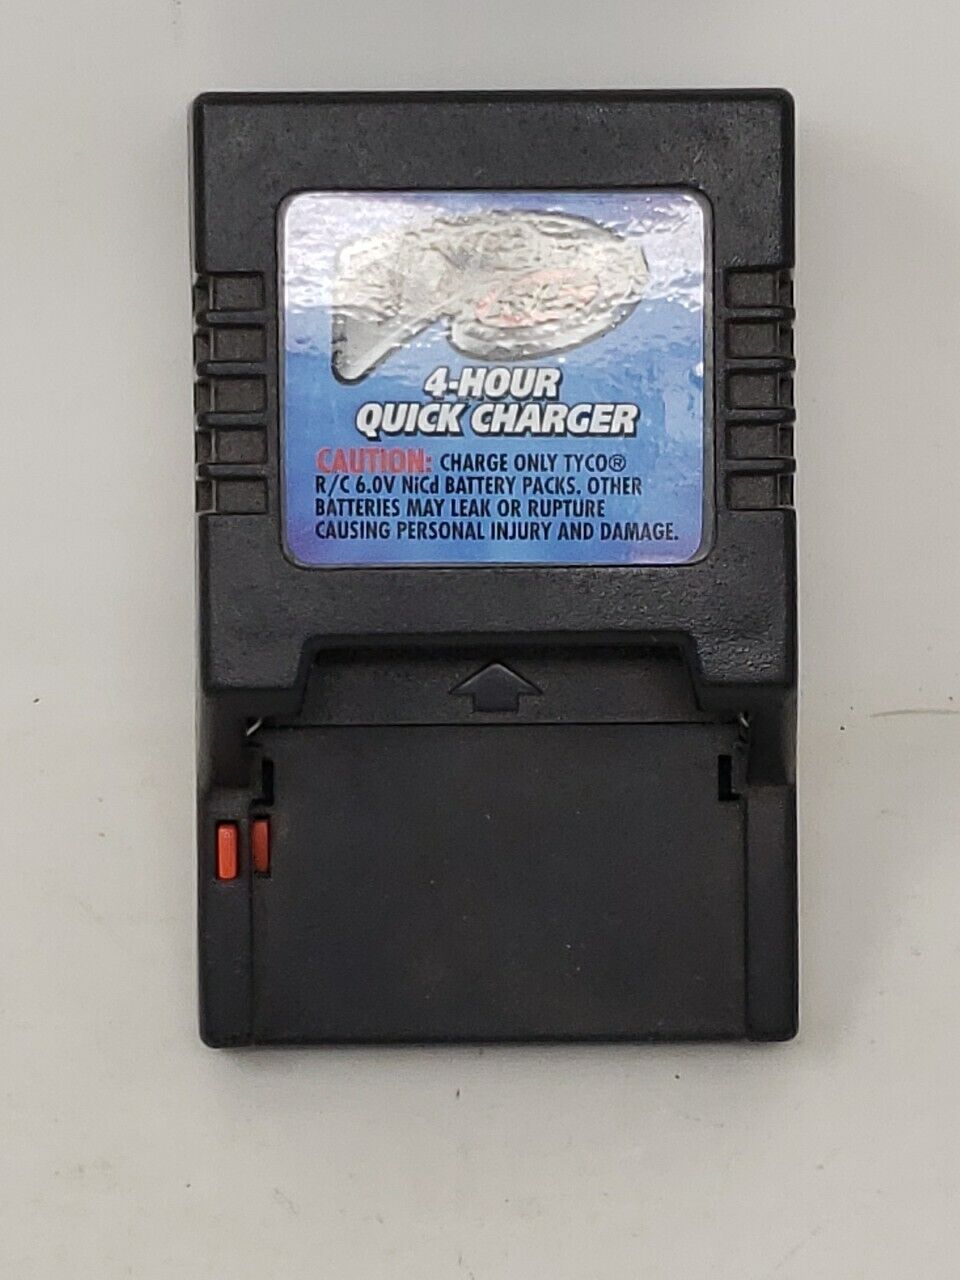 4-HOUR
QUICK CHARGER
CAUTION: CHARGE ONLY TYCO®
R/C 6.0V NiCd BATTERY PACKS. OTHER
BATTERIES MAY LEAK OR RUPTURE
CAUSING PERSONAL INJURY AND DAMAGE.